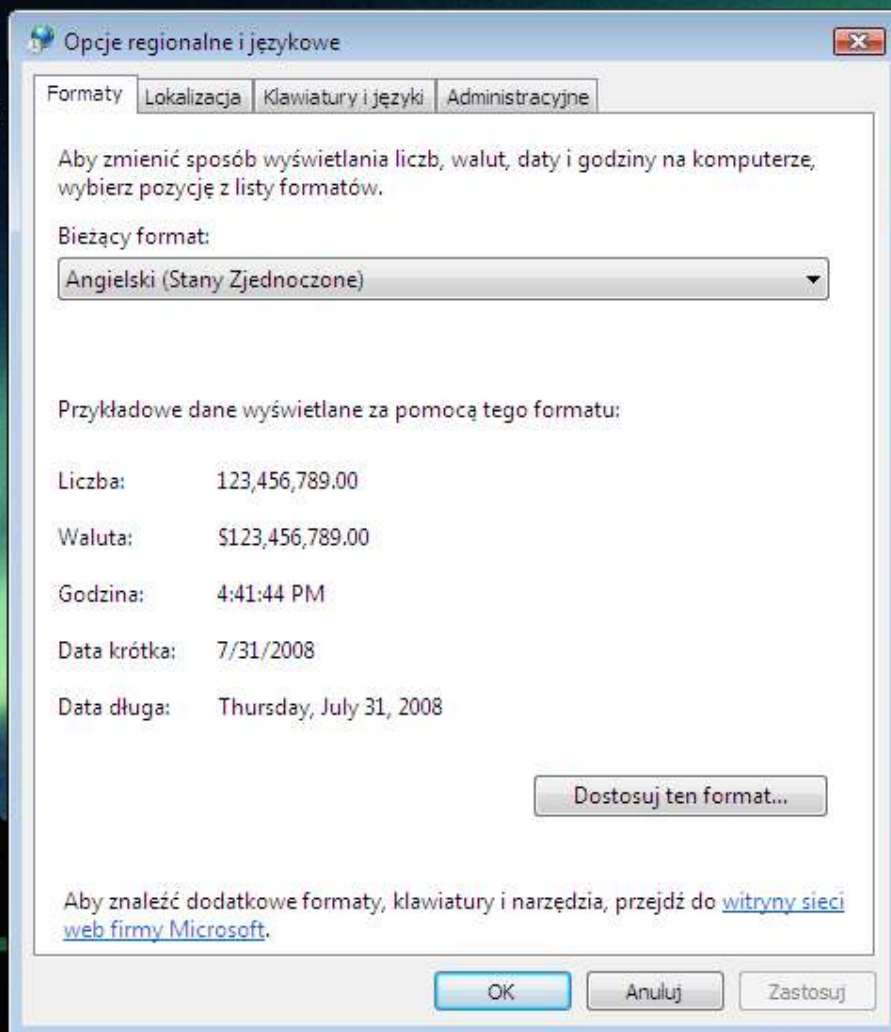 Opcje regionalne i językowe
Formaty Lokalizacja Klawiatury i języki Administracyjne
Aby zmienić sposób wyświetlania liczb, walut, daty i godziny na komputerze,
wybierz pozycję z listy formatów.
Bieżący format:
Angielski (Stany Zjednoczone)
Przykładowe dane wyświetlane za pomocą tego formatu:
Liczba: 123,456,789.00
Waluta: $123,456,789.00
Godzina: 4:41:44 PM
Data krótka: 7/31/2008
Data długa: Thursday, July 31, 2008
Dostosuj ten format...
Aby znaleźć dodatkowe formaty, klawiatury i narzędzia, przejdź do witryny sieci
web firmy Microsoft.
OK Anuluj Zastosuj